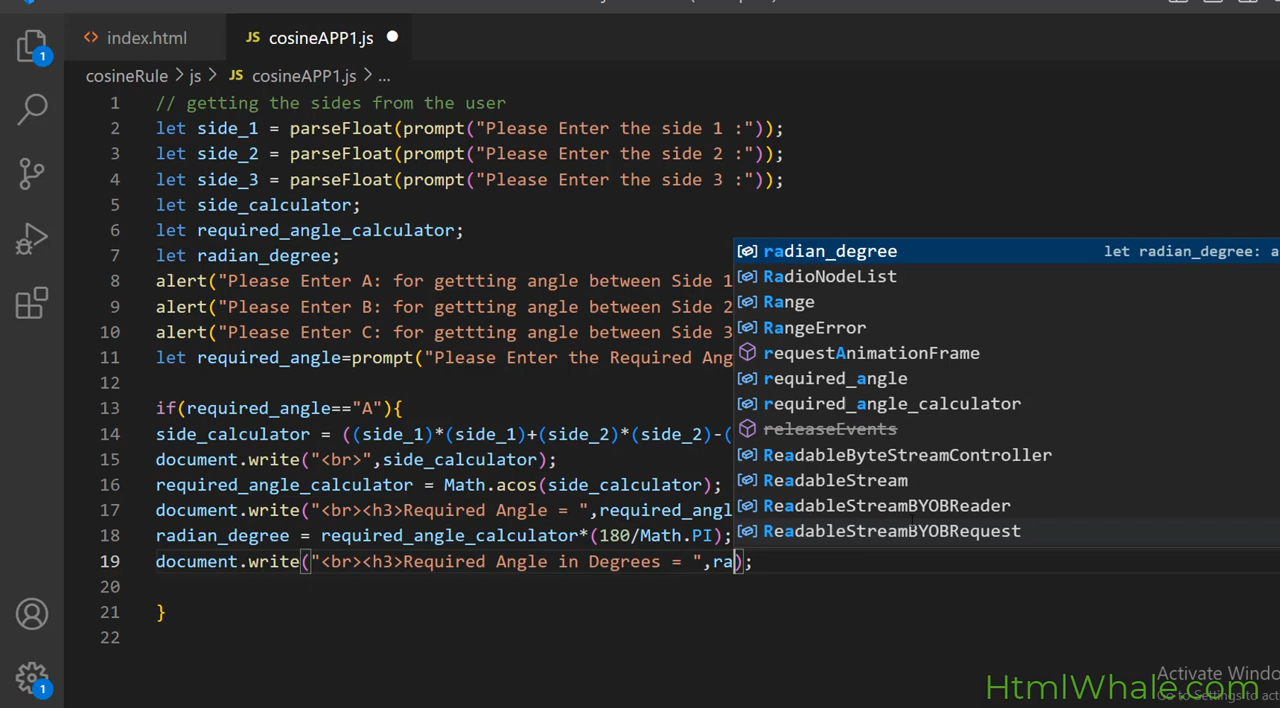 index.html
JS cosineAPP1.js
cosineRule > js > JS cosineAPP1.js > ...
1 // getting the sides from the user
2 let side_1 = parseFloat(prompt("Please Enter the side 1 :"));
3 let side_2 = parseFloat(prompt("Please Enter the side 2 :"));
4 let side_3 = parseFloat(prompt("Please Enter the side 3 :"));
5 let side_calculator;
6 let required_angle_calculator;
7 let radian_degree;
8 alert("Please Enter A: for gettting angle between Side 1
9 alert("Please Enter B: for gettting angle between Side 2
10 alert("Please Enter C: for gettting angle between Side 3
11 let required_angle=prompt("Please Enter the Required Ang
12
13 if(required_angle=="A"){
14 side_calculator = ((side_1)*(side_1)+(side_2)*(side_2)-(
15 document.write("<br>",side_calculator);
16 required_angle_calculator = Math.acos(side_calculator);
17 document.write("<br><h3>Required Angle = ",required_angl
18 radian_degree = required_angle_calculator*(180/Math.PI);
19 document.write("<br><h3>Required Angle in Degrees = ",ra);
20
21 }
22
radian_degree let radian_degree: a
RadioNodeList
Range
RangeError
requestAnimationFrame
required_angle
required_angle_calculator
releaseEvents
ReadableByteStreamController
ReadableStream
ReadableStreamBYOBReader
ReadableStreamBYOBRequest
1
1
Activate Windo
HtmlWhale.com
Go to Settings to act